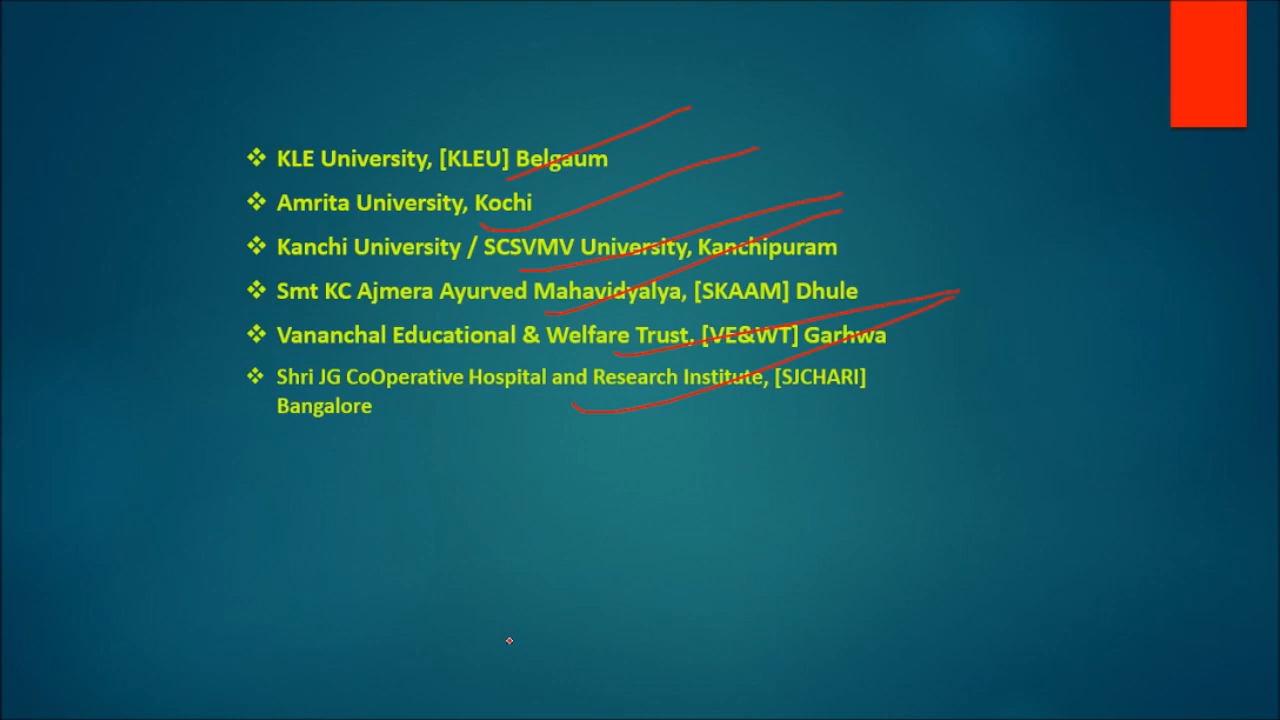 ❖ KLE University, [KLEU] Belgaum
❖ Amrita University, Kochi
❖ Kanchi University / SCSVMV University, Kanchipuram
❖ Smt KC Ajmera Ayurved Mahavidyalya, [SKAAM] Dhule
❖ Vananchal Educational & Welfare Trust, [VE&WT] Garhwa
❖ Shri JG CoOperative Hospital and Research Institute, [SJCHARI]
Bangalore